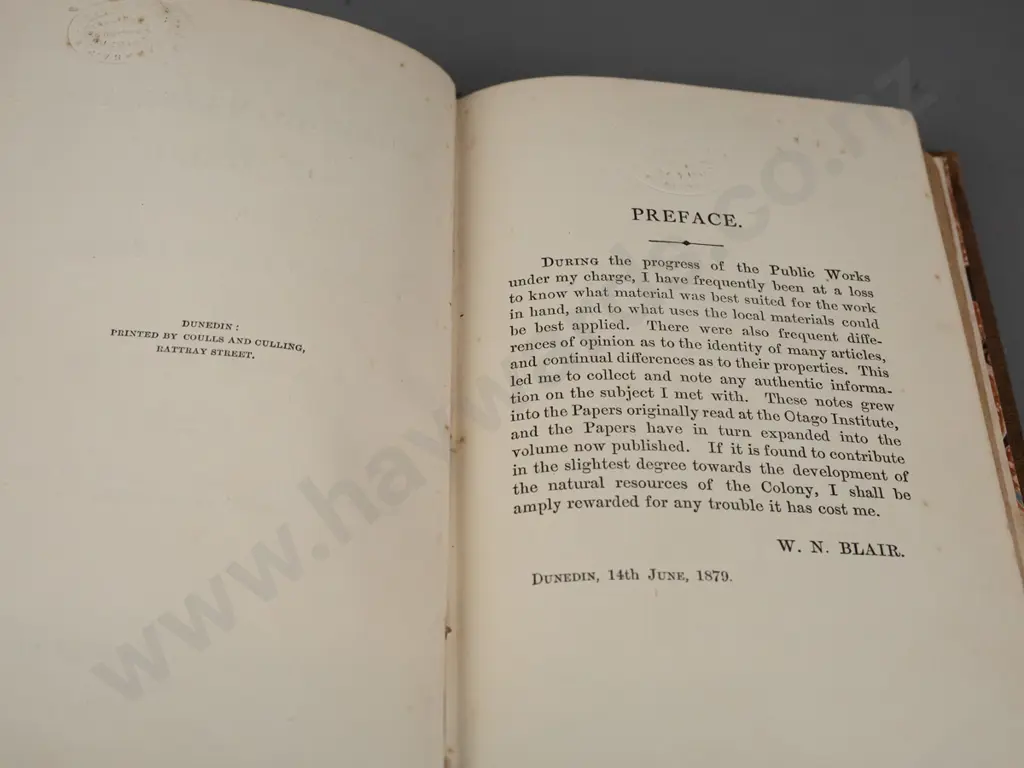 DUNEDIN:
PRINTED BY COULLS AND CULLING,
RATTRAY STREET.
PREFACE.
DURING the progress of the Public Works
under my charge, I have frequently been at a loss
to know what material was best suited for the work
in hand, and to what uses the local materials could
be best applied. There were also frequent diffe-
rences of opinion as to the identity of many articles,
and continual differences as to their properties. This
led me to collect and note any authentic informa-
tion on the subject I met with. These notes grew
into the Papers originally read at the Otago Institute,
and the Papers have in turn expanded into the
volume now published. If it is found to contribute
in the slightest degree towards the development of
the natural resources of the Colony, I shall be
amply rewarded for any trouble it has cost me.
W. N. BLAIR.
DUNEDIN, 14th JUNE, 1879.